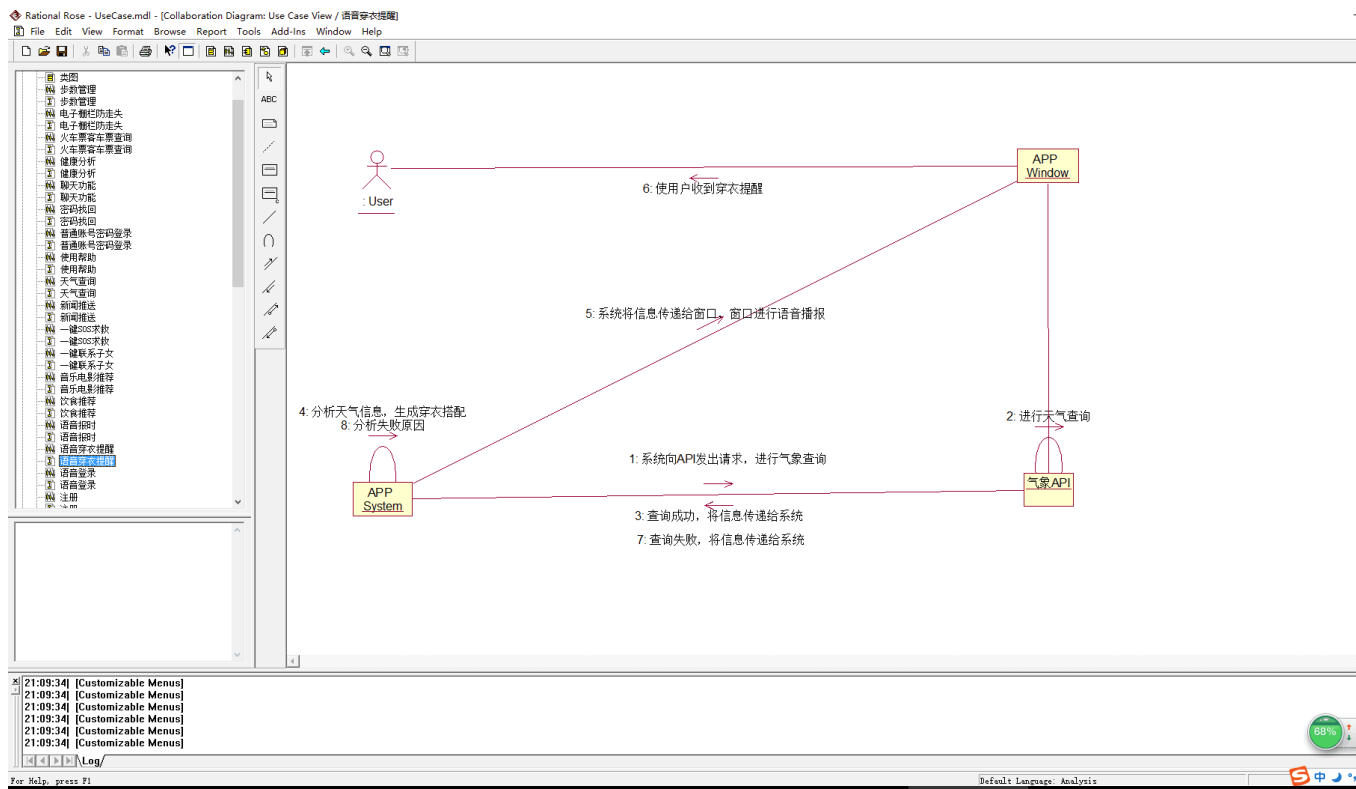 Rational Rose - UseCase.mdl - [Collaboration Diagram: Use Case View / 语音穿衣提醒]
File Edit View Format Browse Report Tools Add-Ins Window Help
类图
步数管理
步数管理
电子栅栏防走失
电子栅栏防走失
火车票客车票查询
火车票客车票查询
健康分析
健康分析
聊天功能
聊天功能
密码找回
密码找回
普通账号密码登录
普通账号密码登录
使用帮助
使用帮助
天气查询
天气查询
新闻推送
新闻推送
一键SOS求救
一键SOS求救
一键联系子女
一键联系子女
音乐电影推荐
音乐电影推荐
饮食推荐
饮食推荐
语音报时
语音报时
语音穿衣提醒
语音穿衣提醒
语音登录
语音登录
注册
ABC
: User
APP
Window
6: 使用户收到穿衣提醒
5: 系统将信息传递给窗口，窗口进行语音播报
4: 分析天气信息，生成穿衣搭配
8: 分析失败原因
2: 进行天气查询
1: 系统向API发出请求，进行气象查询
APP
System
气象API
3: 查询成功，将信息传递给系统
7: 查询失败，将信息传递给系统
21:09:34| [Customizable Menus]
21:09:34| [Customizable Menus]
21:09:34| [Customizable Menus]
21:09:34| [Customizable Menus]
21:09:34| [Customizable Menus]
21:09:34| [Customizable Menus]
68%
Log
For Help, press F1
Default Language: Analysis
中